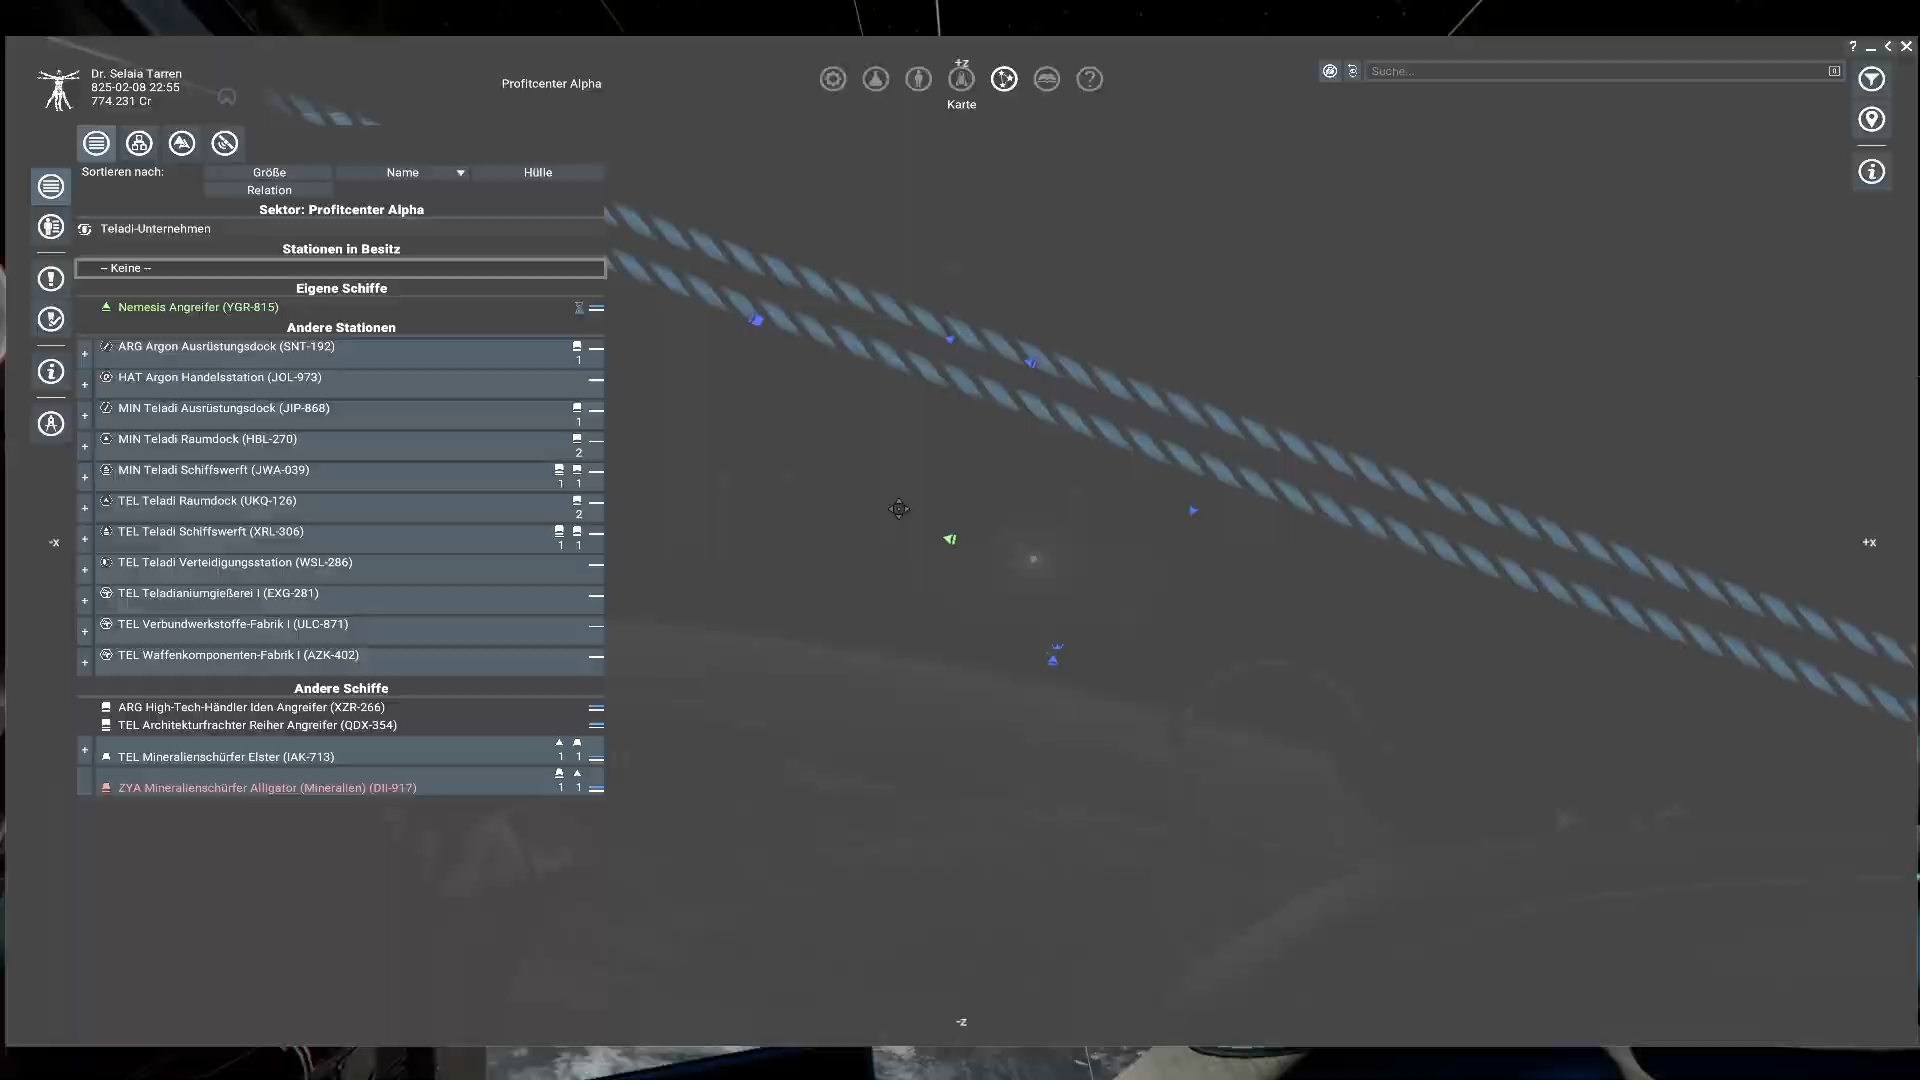 Dr. Selaia Tarren
825-02-08 22:55
774.231 Cr
Profitcenter Alpha
+z
Karte
Suche...
?
Sortieren nach:
Größe
Name
Hülle
Relation
Sektor: Profitcenter Alpha
Teladi-Unternehmen
Stationen in Besitz
-- Keine --
Eigene Schiffe
Nemesis Angreifer (YGR-815)
Andere Stationen
+ ARG Argon Ausrüstungsdock (SNT-192)
1
+ HAT Argon Handelsstation (JOL-973)
+ MIN Teladi Ausrüstungsdock (JIP-868)
1
+ MIN Teladi Raumdock (HBL-270)
2
+ MIN Teladi Schiffswerft (JWA-039)
1 1
+ TEL Teladi Raumdock (UKQ-126)
2
+ TEL Teladi Schiffswerft (XRL-306)
1 1
+ TEL Teladi Verteidigungsstation (WSL-286)
+ TEL Teladianiumgießerei I (EXG-281)
+ TEL Verbundwerkstoffe-Fabrik I (ULC-871)
+ TEL Waffenkomponenten-Fabrik I (AZK-402)
Andere Schiffe
ARG High-Tech-Händler Iden Angreifer (XZR-266)
TEL Architekturfrachter Reiher Angreifer (QDX-354)
+ TEL Mineralienschürfer Elster (IAK-713)
1 1
ZYA Mineralienschürfer Alligator (Mineralien) (DII-917)
1 1
-x
+x
-z